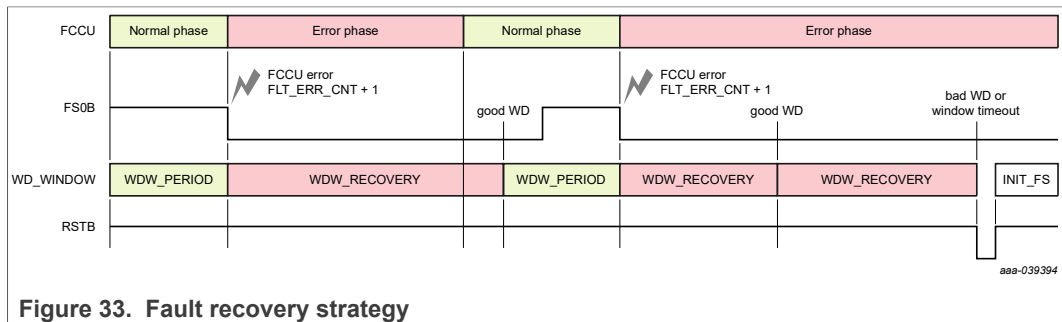 FCCU
Normal phase
Error phase
Normal phase
Error phase
FCCU error
FLT_ERR_CNT + 1
FCCU error
FLT_ERR_CNT + 1
FS0B
good WD
good WD
bad WD or
window timeout
WD_WINDOW
WDW_PERIOD
WDW_RECOVERY
WDW_PERIOD
WDW_RECOVERY
WDW_RECOVERY
INIT_FS
RSTB
aaa-039394
Figure 33. Fault recovery strategy